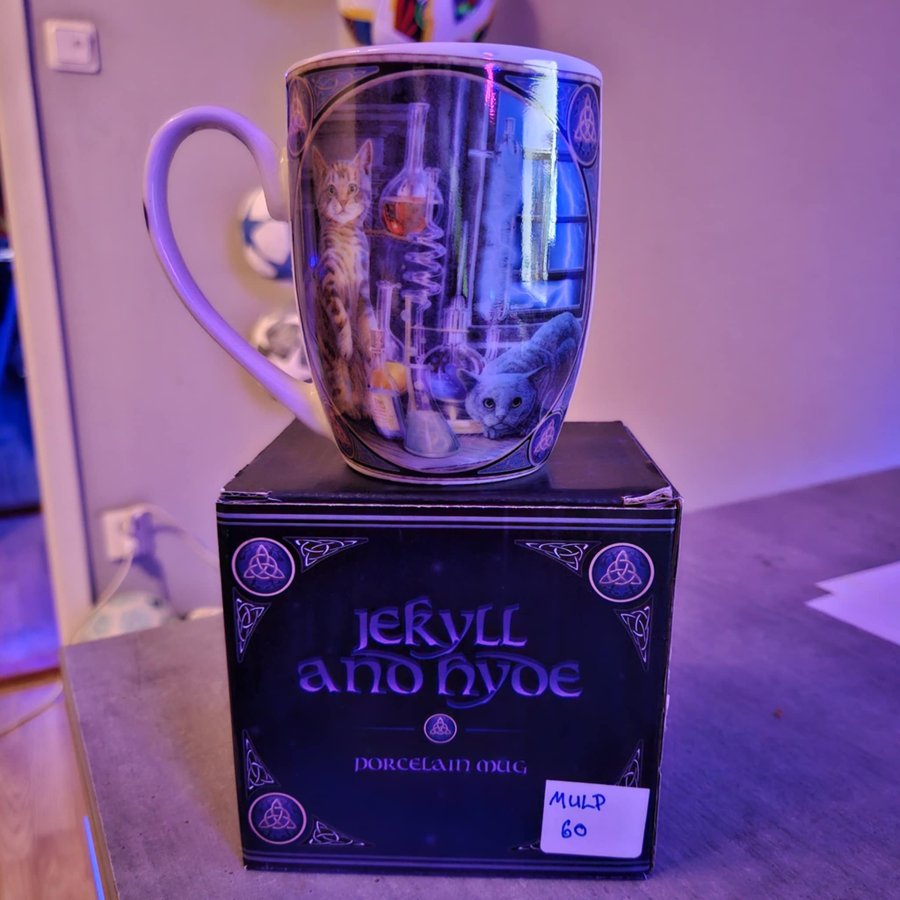 JEKYLL
AND HYDE
PORCELAIN MUG
MULP
60